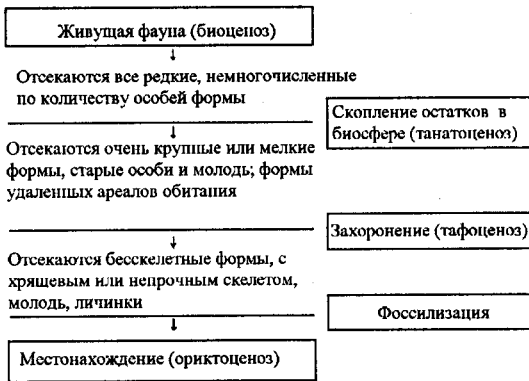 Живущая фауна (биоценоз)
Отсекаются все редкие, немногочисленные
по количеству особей формы
Скопление остатков в
биосфере (танатоценоз)
Отсекаются очень крупные или мелкие
формы, старые особи и молодь; формы
удаленных ареалов обитания
Захоронение (тафоценоз)
Отсекаются бесскелетные формы, с
хрящевым или непрочным скелетом,
молодь, личинки
Фоссилизация
Местонахождение (ориктоценоз)